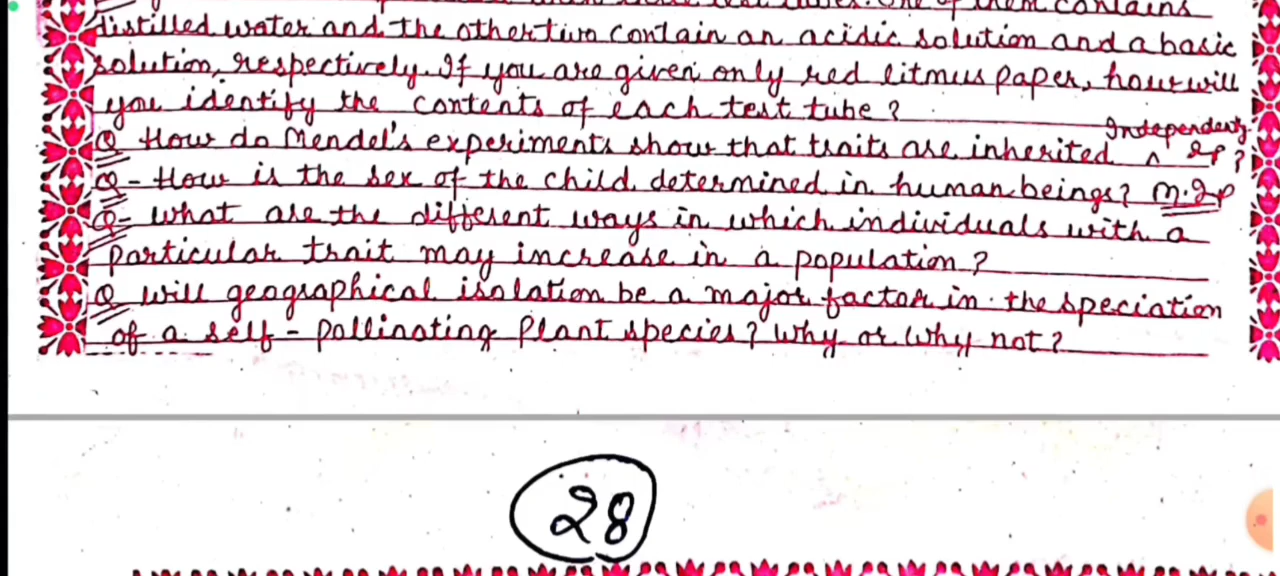 contains
distilled water and the other two contain an acidic solution and a basic
solution, respectively. If you are given only red litmus paper, how will
you identify the contents of each test tube?
Q How do Mendel's experiments show that traits are inherited ^ Independently ?
Q - How is the sex of the child determined in human beings? M.Ip
Q - what are the different ways in which individuals with a
particular trait may increase in a population?
Q will geographical isolation be a major factor in the speciation
of a self - pollinating Plant species? Why or Why not?
28